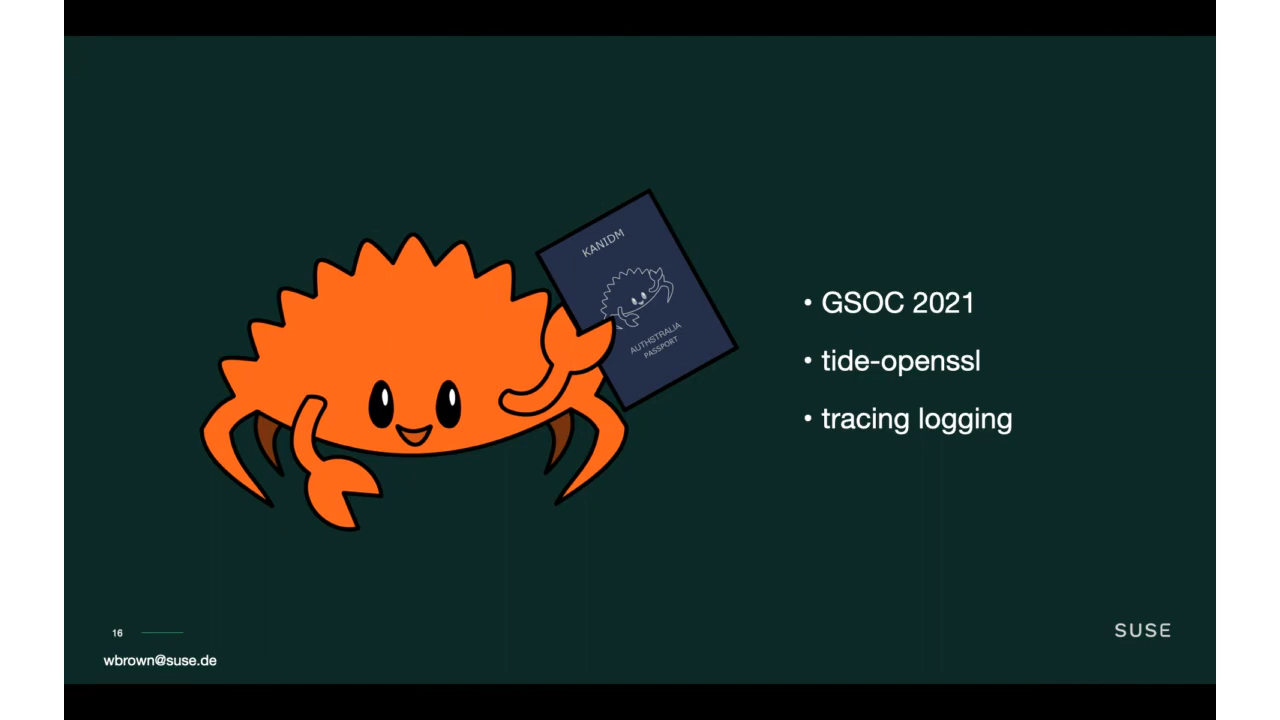 KANIDM
AUTHSTRALIA
PASSPORT
• GSOC 2021
• tide-openssl
• tracing logging
16
wbrown@suse.de
SUSE